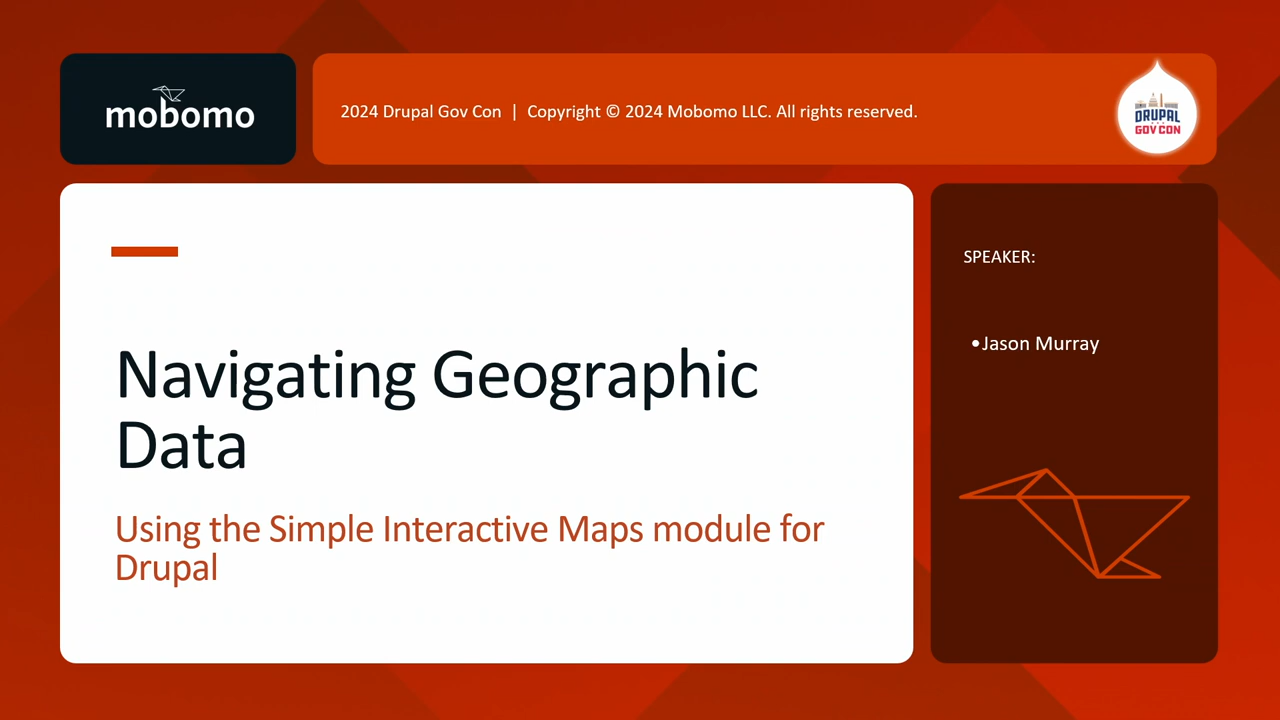 mobomo
2024 Drupal Gov Con | Copyright © 2024 Mobomo LLC. All rights reserved.
DRUPAL
GOV CON
Navigating Geographic
Data
Using the Simple Interactive Maps module for
Drupal
SPEAKER:
•Jason Murray